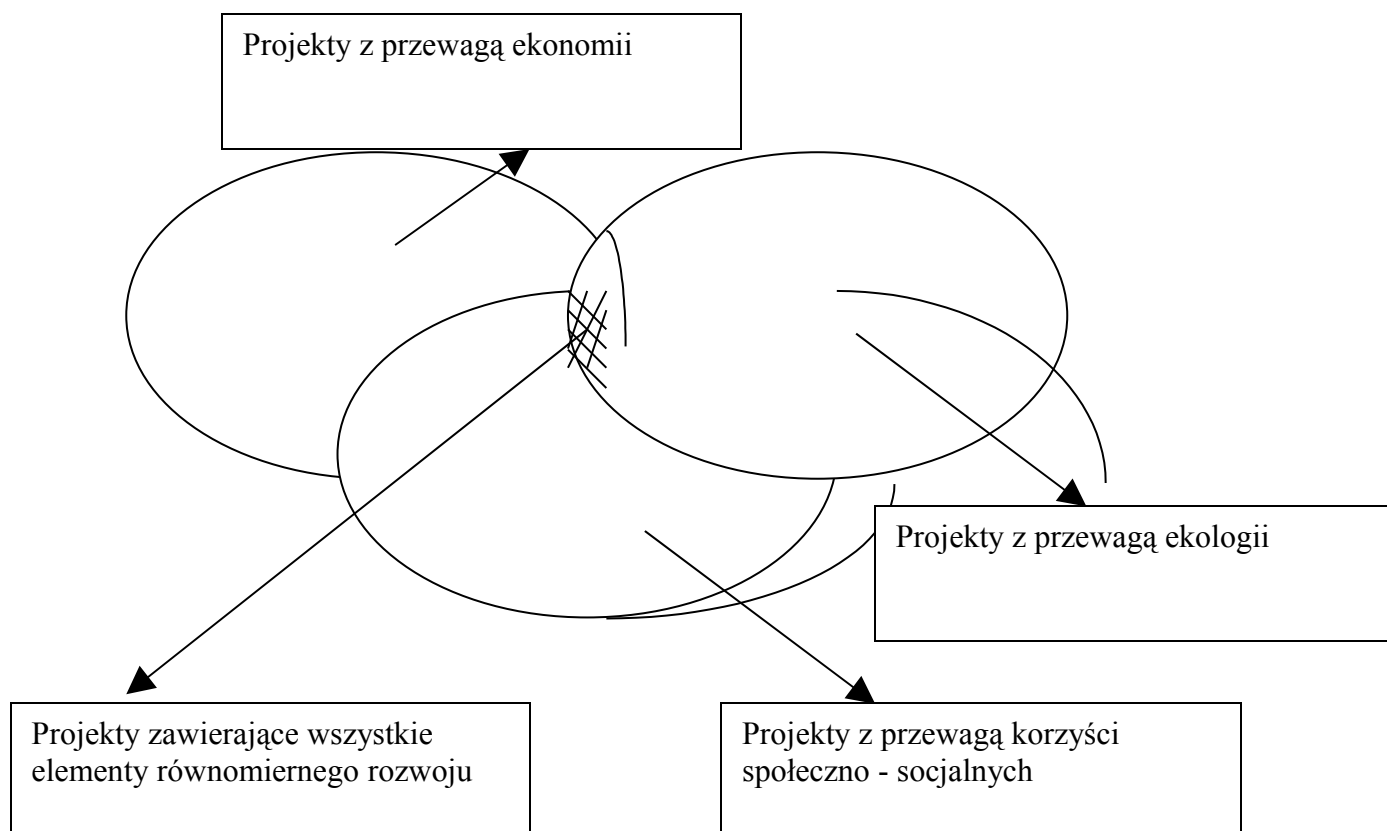 Projekty z przewagą ekonomii
Projekty z przewagą ekologii
Projekty zawierające wszystkie
elementy równomiernego rozwoju
Projekty z przewagą korzyści
społeczno - socjalnych